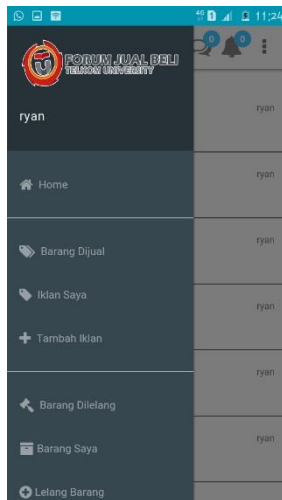 4G
11:24
FORUM JUAL BELI
TELKOM UNIVERSITY
0
0
ryan
ryan
Home
ryan
Barang Dijual
ryan
Iklan Saya
ryan
Tambah Iklan
ryan
Barang Dilelang
Barang Saya
ryan
Lelang Barang